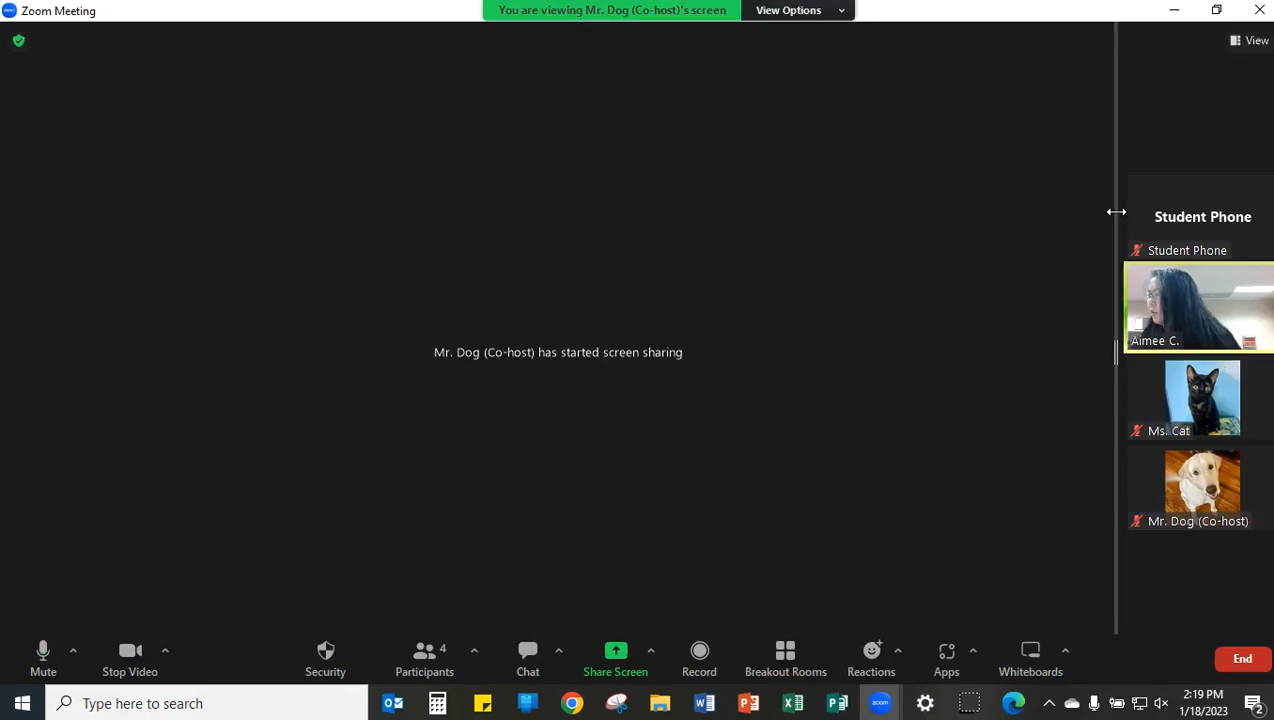 Zoom Meeting
You are viewing Mr. Dog (Co-host)'s screen
View Options
View
Student Phone
Student Phone
Aimee C.
Mr. Dog (Co-host) has started screen sharing
Ms. Cat
Mr. Dog (Co-host)
Mute
Stop Video
Security
Participants
4
Chat
Share Screen
Record
Breakout Rooms
Reactions
Apps
Whiteboards
End
Type here to search
zoom
2:19 PM
1/18/2023
2